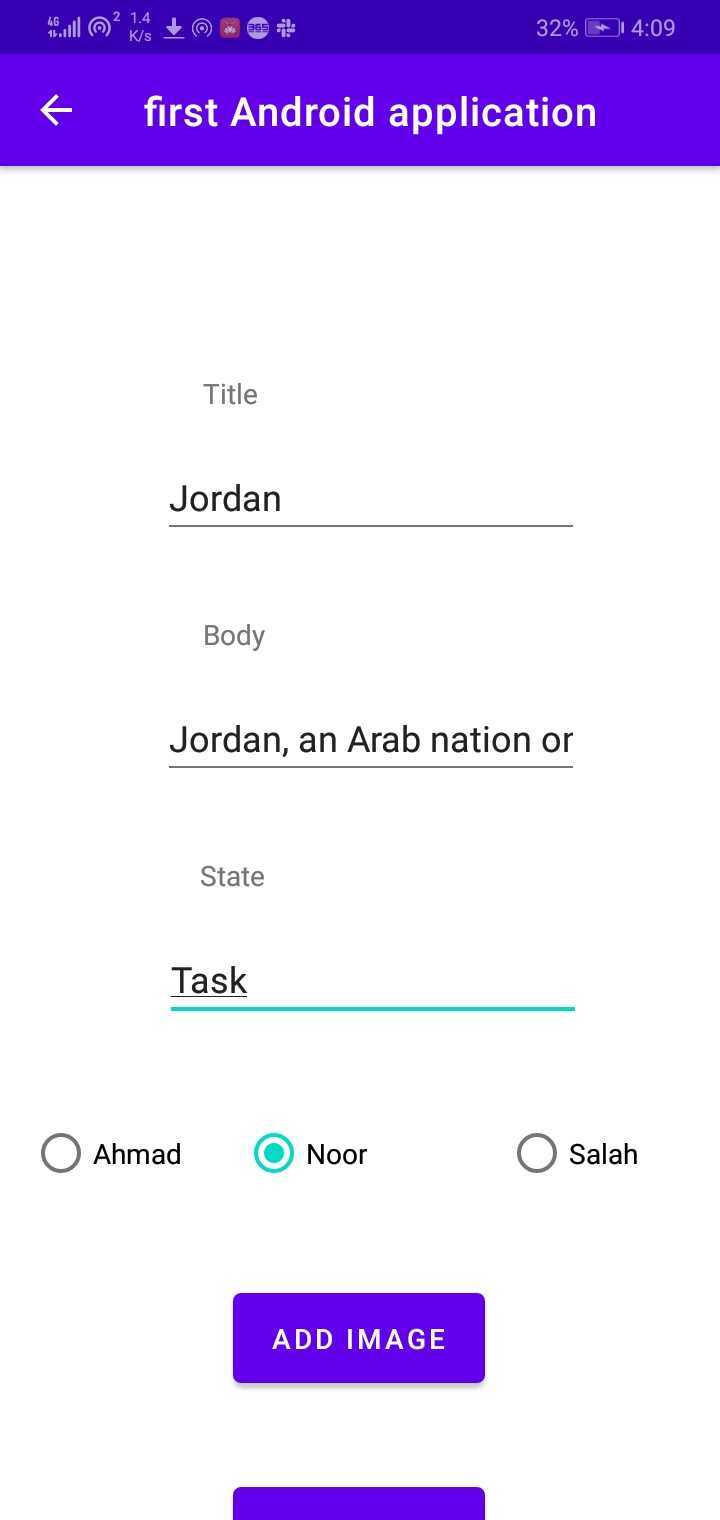 4G 2 1.4 K/s 365 32% 4:09
first Android application
Title
Jordan
Body
Jordan, an Arab nation or
State
Task
Ahmad Noor Salah
ADD IMAGE